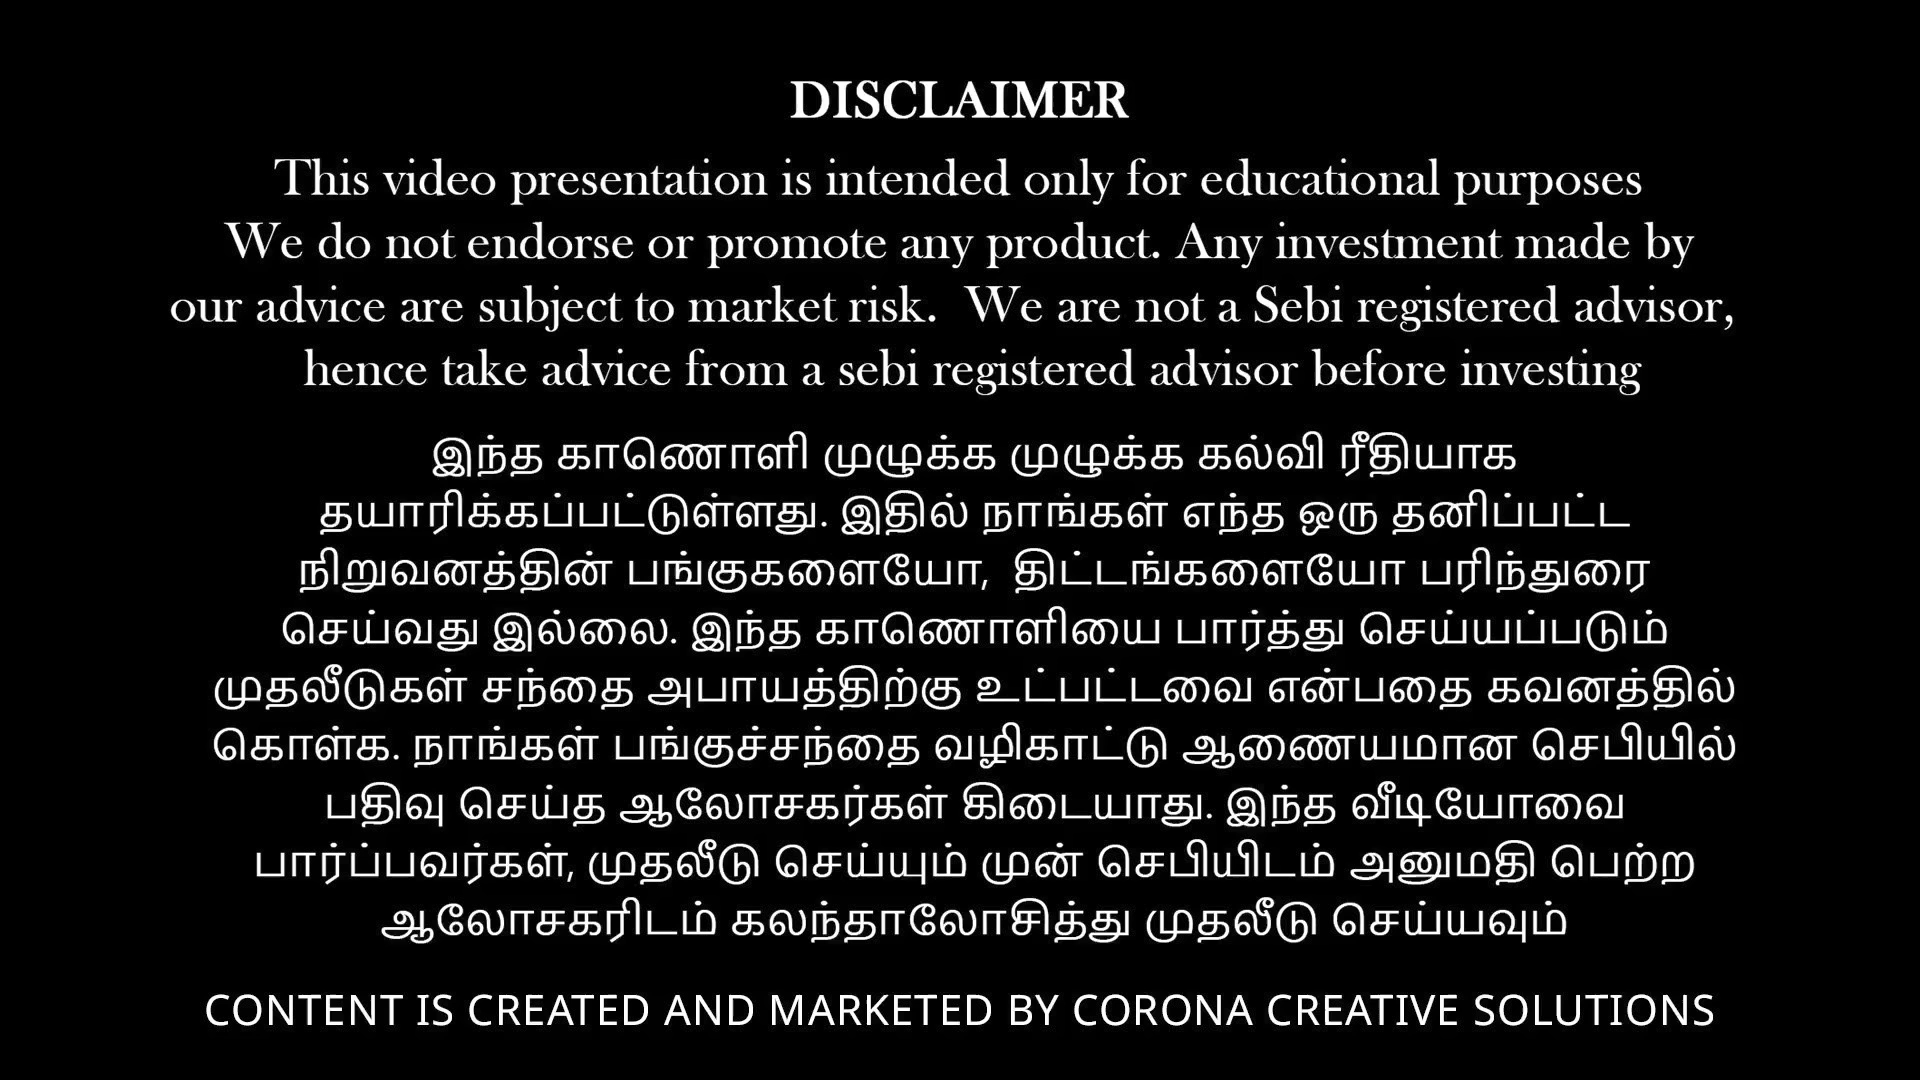 DISCLAIMER
This video presentation is intended only for educational purposes
We do not endorse or promote any product. Any investment made by
our advice are subject to market risk.  We are not a Sebi registered advisor,
hence take advice from a sebi registered advisor before investing
இந்த காணொளி முழுக்க முழுக்க கல்வி ரீதியாக
தயாரிக்கப்பட்டுள்ளது. இதில் நாங்கள் எந்த ஒரு தனிப்பட்ட
நிறுவனத்தின் பங்குகளையோ,  திட்டங்களையோ பரிந்துரை
செய்வது இல்லை. இந்த காணொளியை பார்த்து செய்யப்படும்
முதலீடுகள் சந்தை அபாயத்திற்கு உட்பட்டவை என்பதை கவனத்தில்
கொள்க. நாங்கள் பங்குச்சந்தை வழிகாட்டு ஆணையமான செபியில்
பதிவு செய்த ஆலோசகர்கள் கிடையாது. இந்த வீடியோவை
பார்ப்பவர்கள், முதலீடு செய்யும் முன் செபியிடம் அனுமதி பெற்ற
ஆலோசகரிடம் கலந்தாலோசித்து முதலீடு செய்யவும்
CONTENT IS CREATED AND MARKETED BY CORONA CREATIVE SOLUTIONS